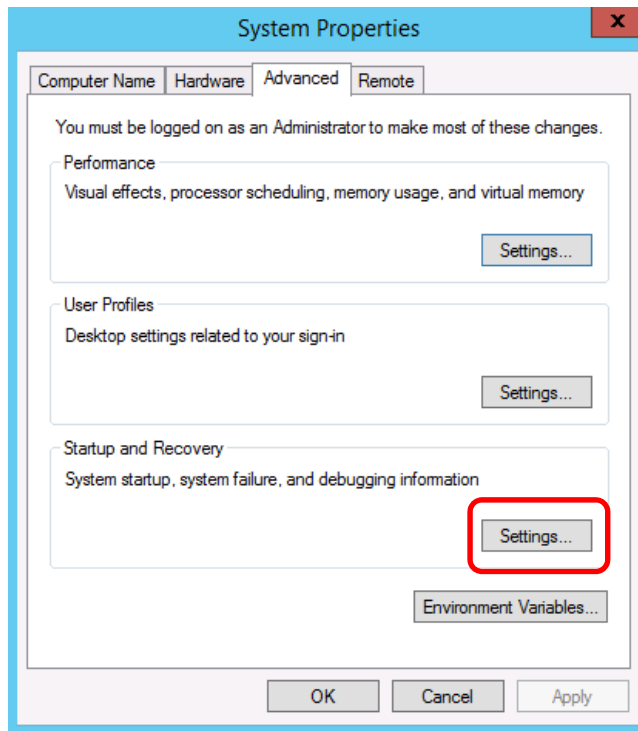 System Properties
x
Computer Name Hardware Advanced Remote
You must be logged on as an Administrator to make most of these changes.
Performance
Visual effects, processor scheduling, memory usage, and virtual memory
Settings...
User Profiles
Desktop settings related to your sign-in
Settings...
Startup and Recovery
System startup, system failure, and debugging information
Settings...
Environment Variables...
OK Cancel Apply